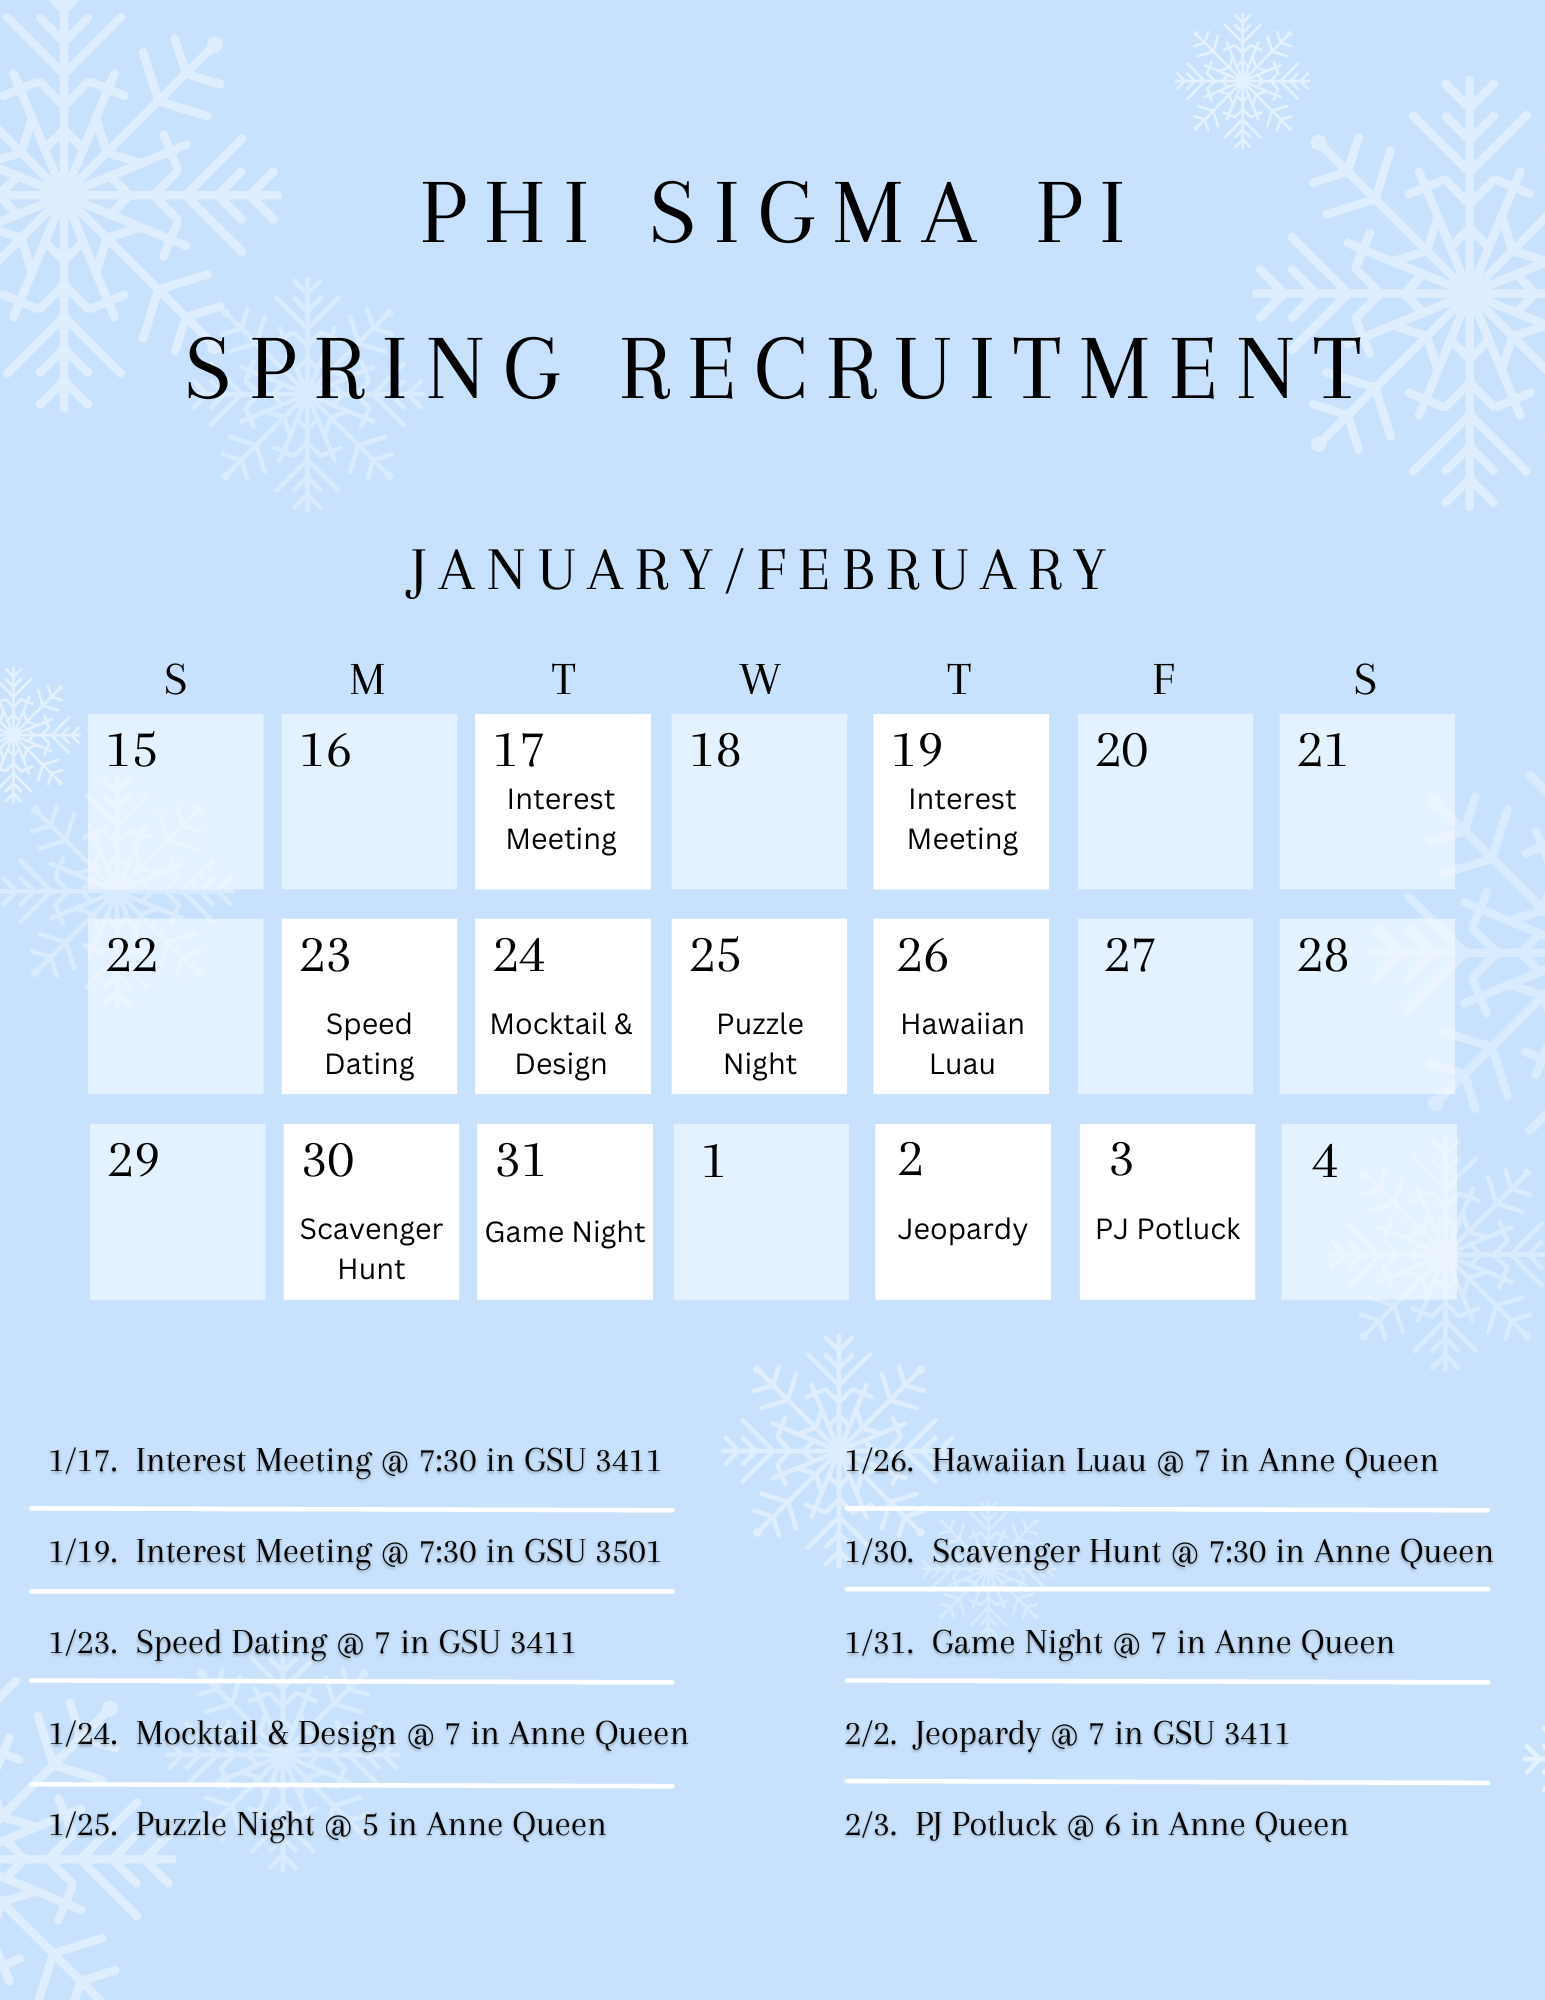 PHI SIGMA PI
SPRING RECRUITMENT
JANUARY/FEBRUARY
S M T W T F S
15 16 17 18 19 20 21
Interest Interest
Meeting Meeting
22 23 24 25 26 27 28
Speed Mocktail & Puzzle Hawaiian
Dating Design Night Luau
29 30 31 1 2 3 4
Scavenger Game Night Jeopardy PJ Potluck
Hunt
1/17. Interest Meeting @ 7:30 in GSU 3411
1/19. Interest Meeting @ 7:30 in GSU 3501
1/23. Speed Dating @ 7 in GSU 3411
1/24. Mocktail & Design @ 7 in Anne Queen
1/25. Puzzle Night @ 5 in Anne Queen
1/26. Hawaiian Luau @ 7 in Anne Queen
1/30. Scavenger Hunt @ 7:30 in Anne Queen
1/31. Game Night @ 7 in Anne Queen
2/2. Jeopardy @ 7 in GSU 3411
2/3. PJ Potluck @ 6 in Anne Queen